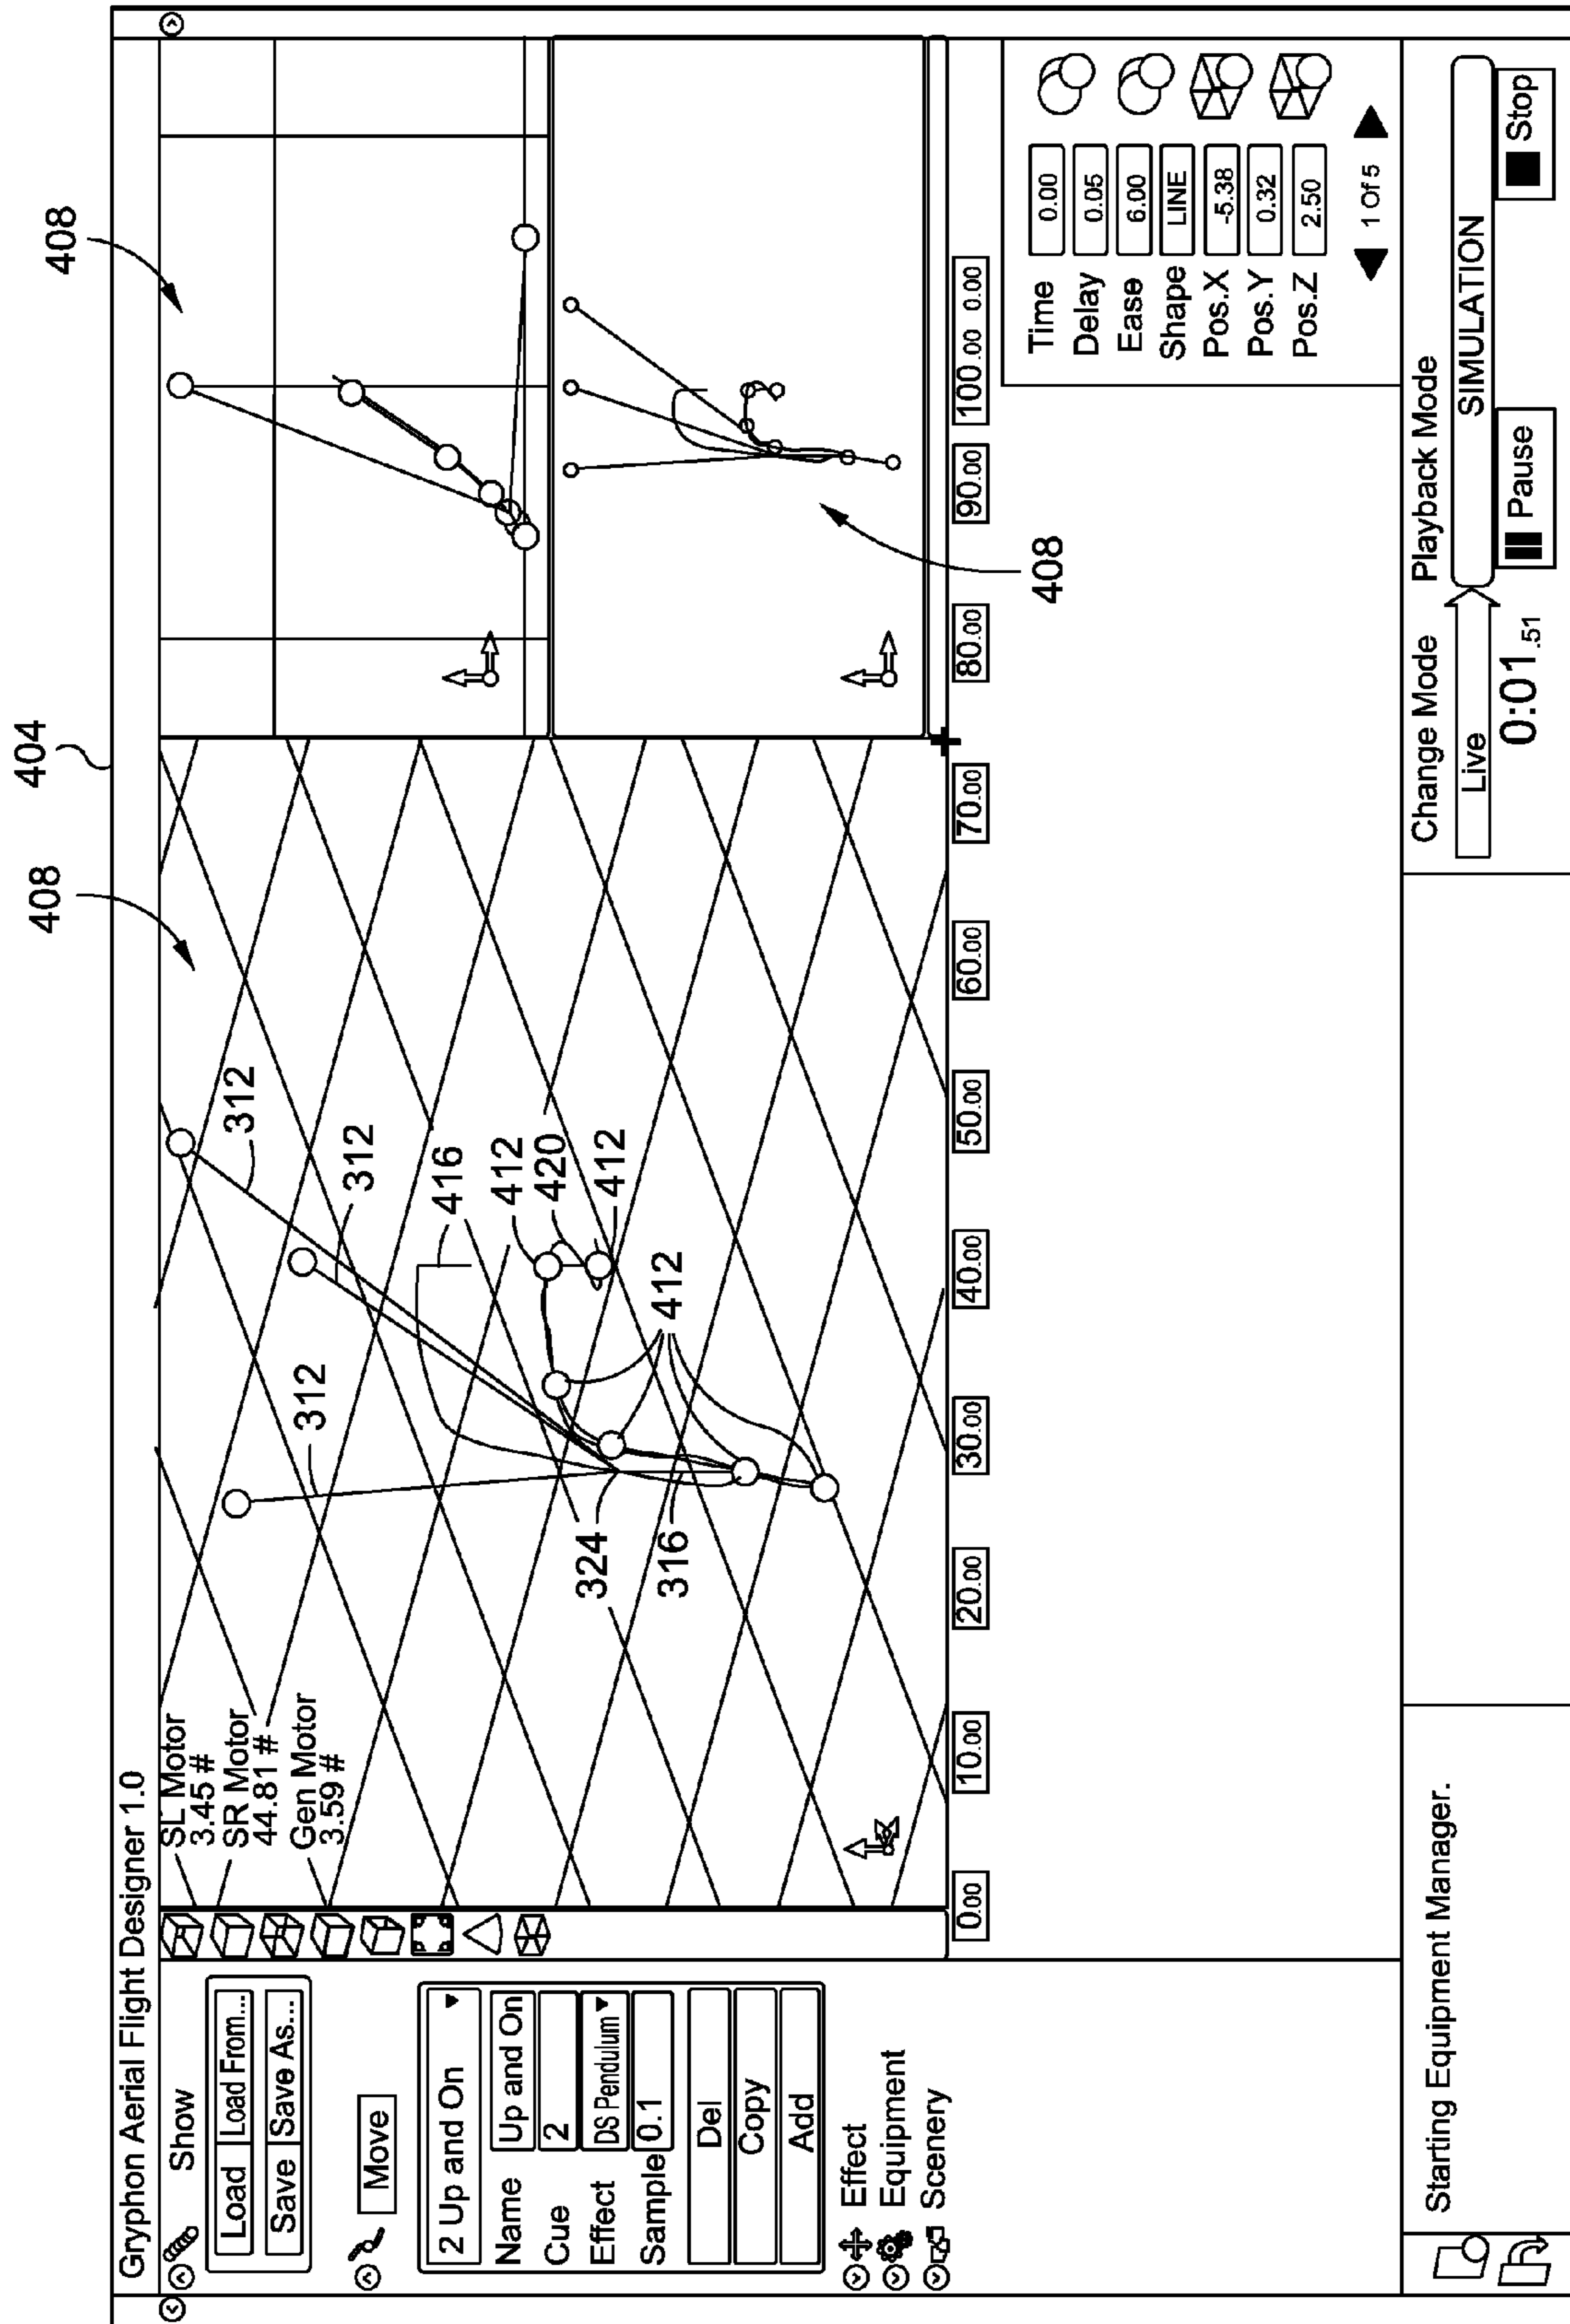 404
408
408
Gryphon Aerial Flight Designer 1.0
Show
Load
Load From...
Save
Save As...
Move
2 Up and On
Name
Up and On
Cue
2
Effect
DS Pendulum
Sample
0.1
Del
Copy
Add
Effect
Equipment
Scenery
SL Motor
3.45 #
SR Motor
44.81 #
Gen Motor
3.59 #
312
312
312
416
412
420
412
412
324
316
408
0.00
10.00
20.00
30.00
40.00
50.00
60.00
70.00
80.00
90.00
100.00
0.00
Time
0.00
Delay
0.05
Ease
6.00
Shape
LINE
Pos.X
-5.38
Pos.Y
0.32
Pos.Z
2.50
1 Of 5
Starting Equipment Manager.
Change Mode
Playback Mode
Live
SIMULATION
0:01.51
Pause
Stop